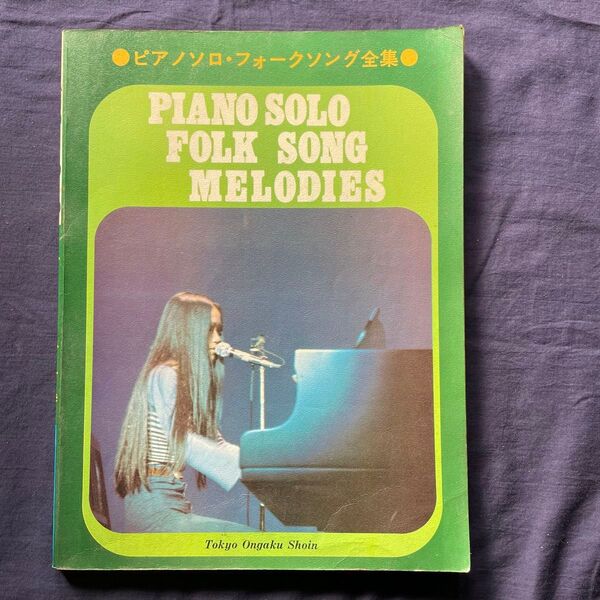 ●ピアノソロ・フォークソング全集●
PIANO SOLO
FOLK SONG
MELODIES
Tokyo Ongaku Shoin